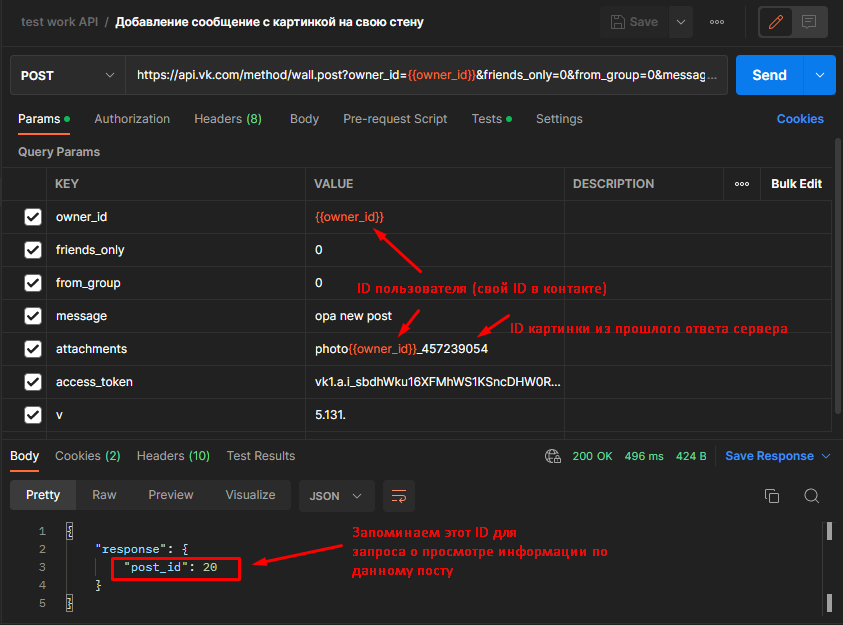 test work API / Добавление сообщение с картинкой на свою стену
Save
POST
https://api.vk.com/method/wall.post?owner_id={{owner_id}}&friends_only=0&from_group=0&messag...
Send
Params
Authorization
Headers (8)
Body
Pre-request Script
Tests
Settings
Cookies
Query Params
KEY VALUE DESCRIPTION
Bulk Edit
owner_id {{owner_id}}
friends_only 0
from_group 0
ID пользователя (свой ID в контакте)
message opa new post
ID картинки из прошлого ответа сервера
attachments photo{{owner_id}}_457239054
access_token vk1.a.i_sbdhWku16XFMhWS1KSncDHW0R...
v 5.131.
Body Cookies (2) Headers (10) Test Results
200 OK 496 ms 424 B Save Response
Pretty Raw Preview Visualize JSON
1 {
2 "response": {
3 "post_id": 20
4 }
5 }
Запоминаем этот ID для
запроса о просмотре информации по
данному посту